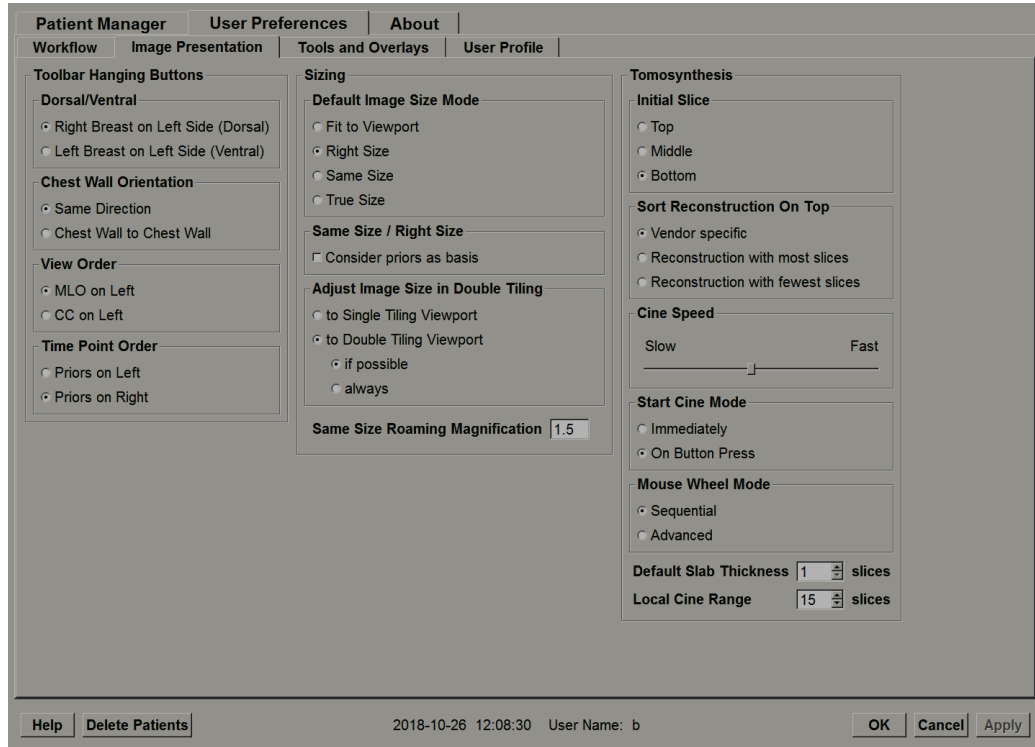 Patient Manager User Preferences About
Workflow Image Presentation Tools and Overlays User Profile
Toolbar Hanging Buttons
Dorsal/Ventral
Right Breast on Left Side (Dorsal)
Left Breast on Left Side (Ventral)
Chest Wall Orientation
Same Direction
Chest Wall to Chest Wall
View Order
MLO on Left
CC on Left
Time Point Order
Priors on Left
Priors on Right
Sizing
Default Image Size Mode
Fit to Viewport
Right Size
Same Size
True Size
Same Size / Right Size
Consider priors as basis
Adjust Image Size in Double Tiling
to Single Tiling Viewport
to Double Tiling Viewport
if possible
always
Same Size Roaming Magnification 1.5
Tomosynthesis
Initial Slice
Top
Middle
Bottom
Sort Reconstruction On Top
Vendor specific
Reconstruction with most slices
Reconstruction with fewest slices
Cine Speed
Slow Fast
Start Cine Mode
Immediately
On Button Press
Mouse Wheel Mode
Sequential
Advanced
Default Slab Thickness 1 slices
Local Cine Range 15 slices
Help Delete Patients 2018-10-26 12:08:30 User Name: b OK Cancel Apply